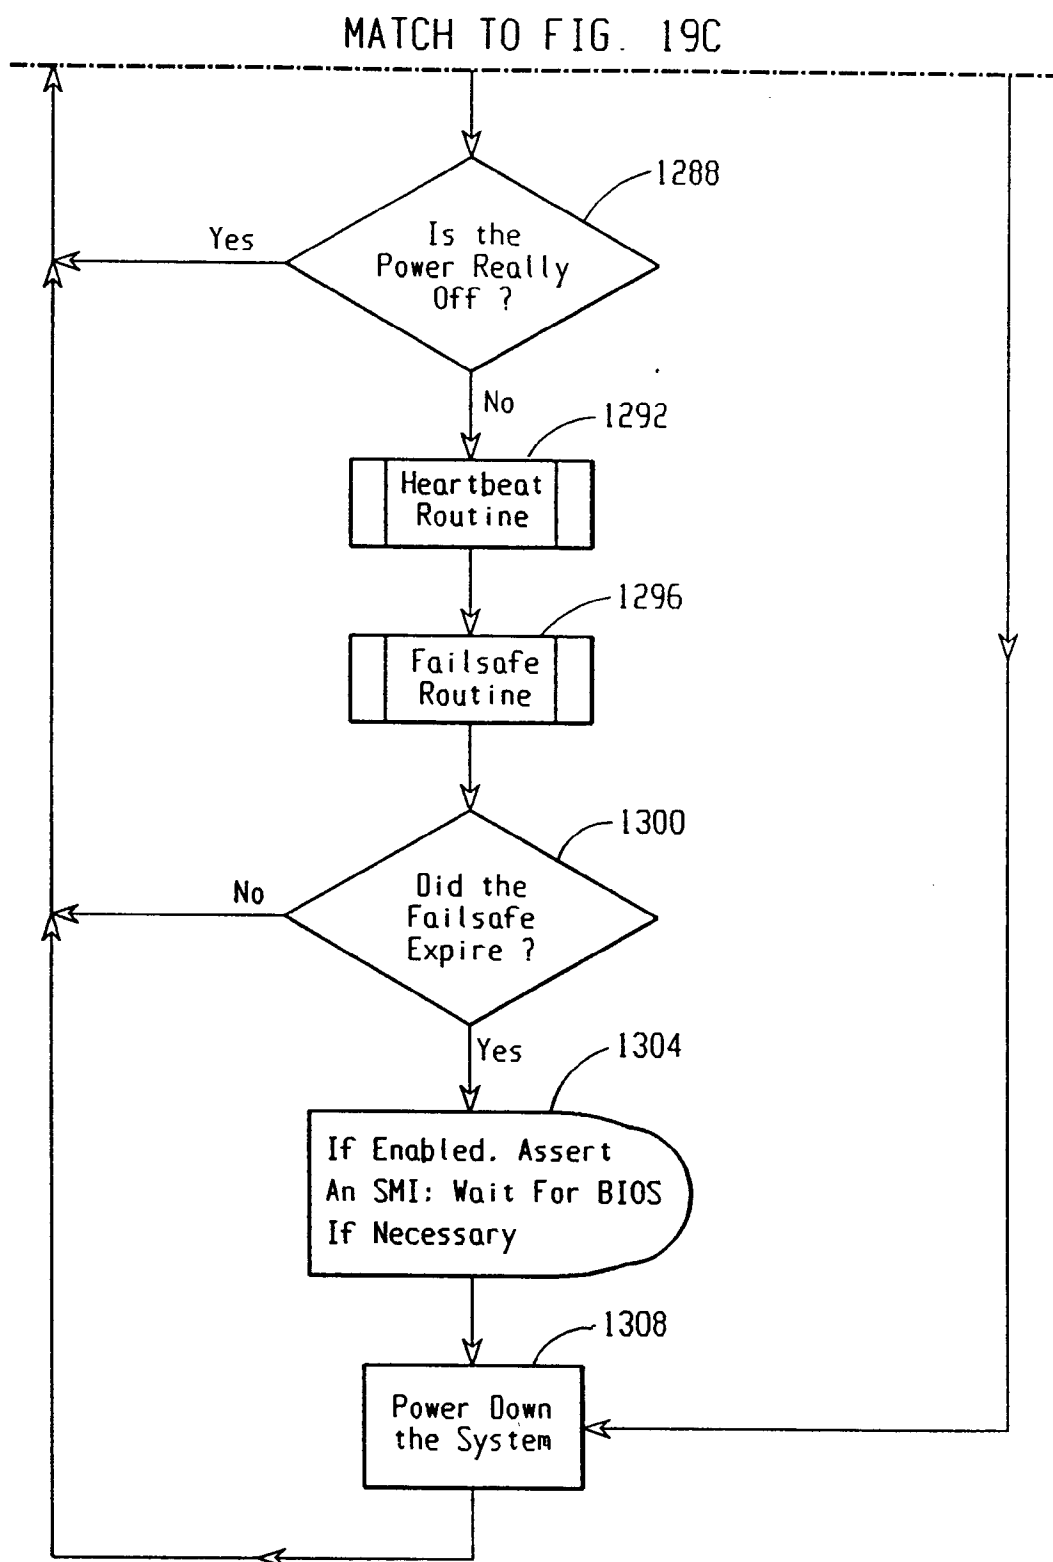 MATCH TO FIG. 19C
1288
Yes
Is the
Power Really
Off ?
No
1292
Heartbeat
Routine
1296
Failsafe
Routine
1300
No
Did the
Failsafe
Expire ?
Yes
1304
If Enabled. Assert
An SMI: Wait For BIOS
If Necessary
1308
Power Down
the System